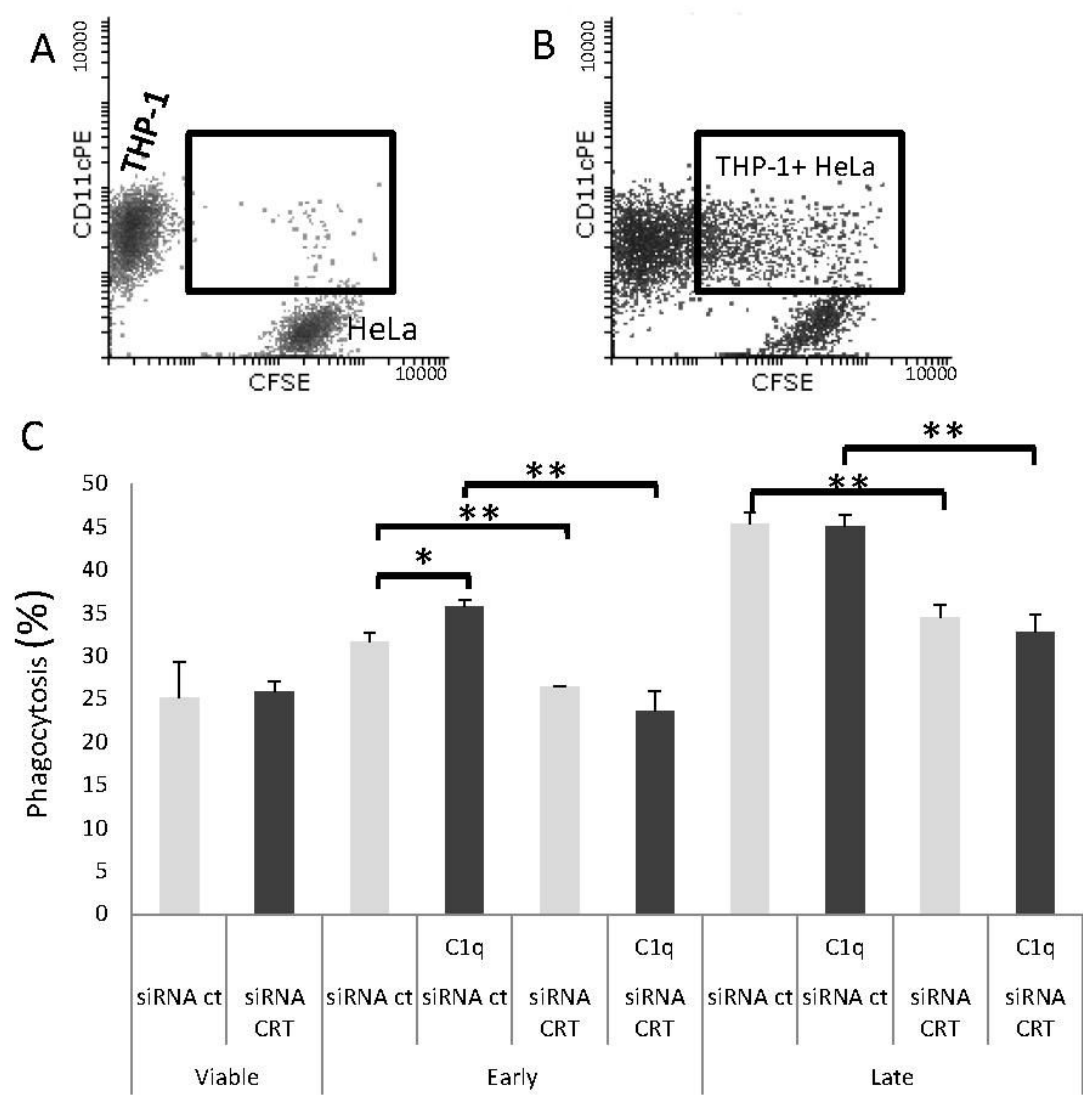 A
10000
CD11cPE
THP-1
HeLa
CFSE
10000
B
10000
CD11cPE
THP-1+ HeLa
CFSE
10000
C
Phagocytosis (%)
50
45
40
35
30
25
20
15
10
5
0
**
**
*
**
**
C1q
C1q
C1q
C1q
siRNA ct
siRNA CRT
siRNA ct
siRNA ct
siRNA CRT
siRNA CRT
siRNA ct
siRNA ct
siRNA CRT
siRNA CRT
Viable
Early
Late